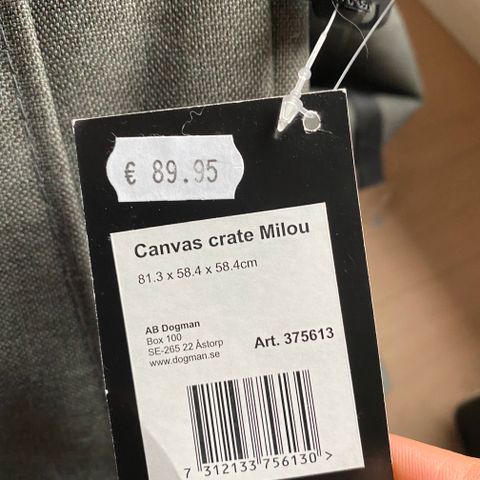 € 89.95
Canvas crate Milou
81.3 x 58.4 x 58.4cm
AB Dogman
Box 100
SE-265 22 Åstorp
www.dogman.se
Art. 375613
7 312133 756130 >